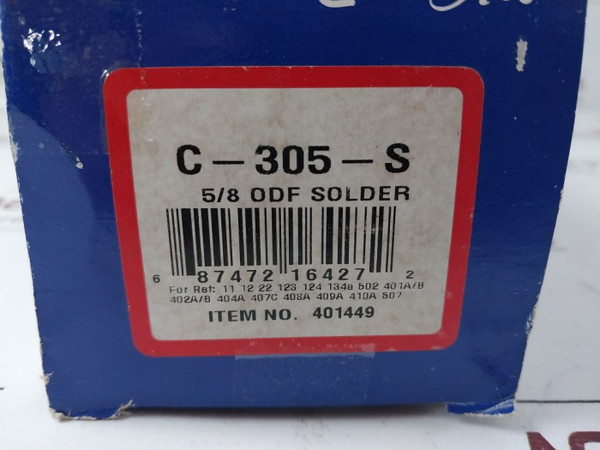 C-305-S
5/8 ODF SOLDER
6 87472 16427 2
For Ref: 11 12 22 123 124 134a 502 401A/B
402A/B 404A 407C 408A 409A 410A 507
ITEM NO. 401449